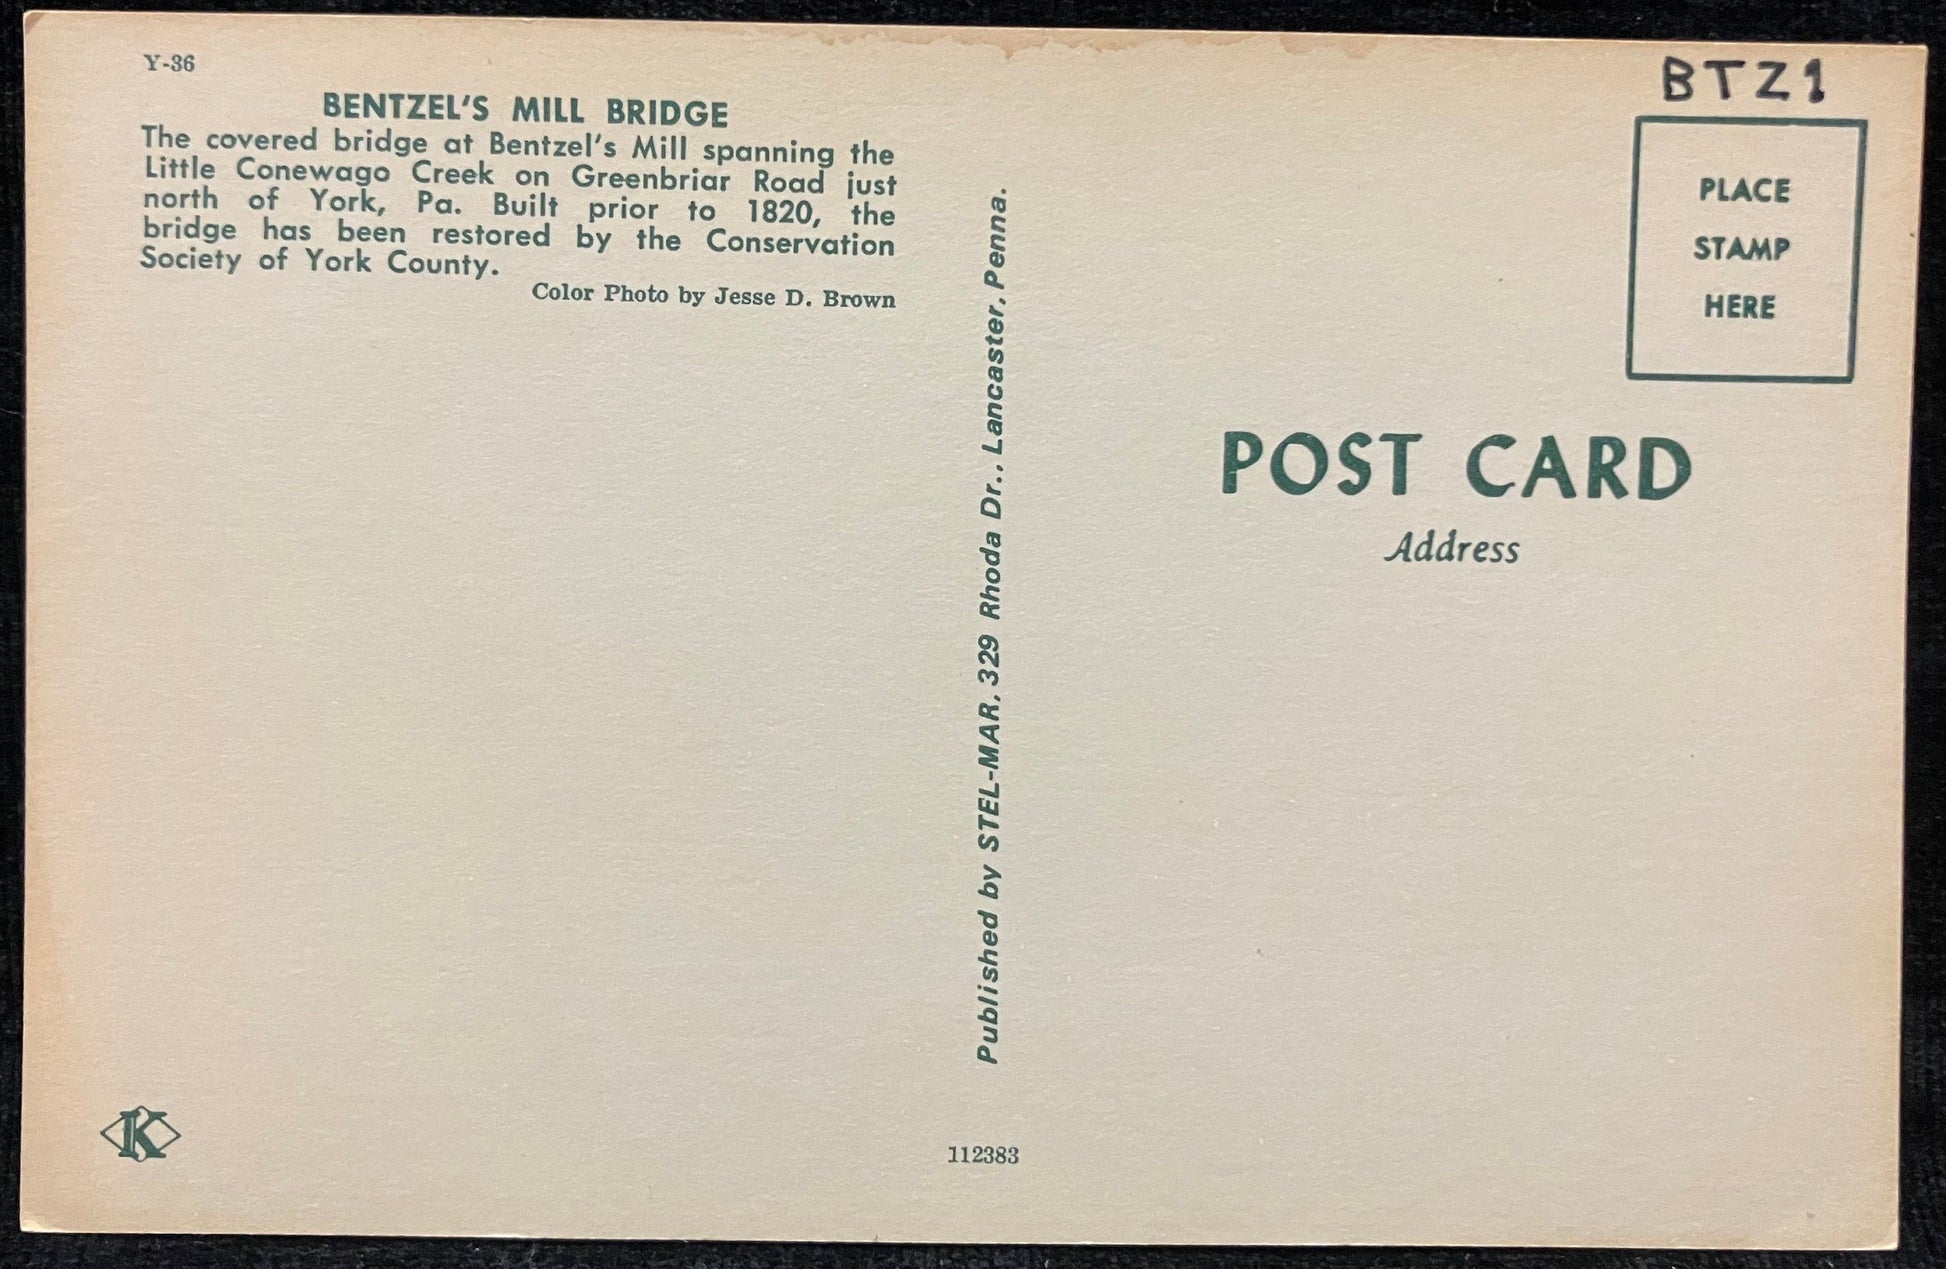 Y-36
BENTZEL'S MILL BRIDGE
The covered bridge at Bentzel's Mill spanning the
Little Conewago Creek on Greenbriar Road just
north of York, Pa. Built prior to 1820, the
bridge has been restored by the Conservation
Society of York County.
Color Photo by Jesse D. Brown
K
Published by STEL-MAR, 329 Rhoda Dr., Lancaster, Penna.
112383
BTZ1
PLACE
STAMP
HERE
POST CARD
Address